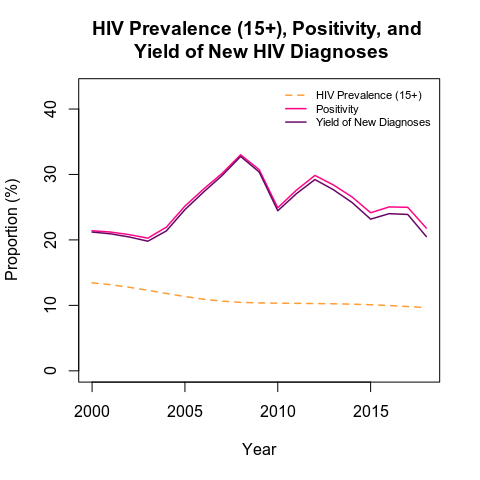 HIV Prevalence (15+), Positivity, and
Yield of New HIV Diagnoses
HIV Prevalence (15+)
Positivity
Yield of New Diagnoses
Proportion (%)
40
30
20
10
0
2000 2005 2010 2015
Year